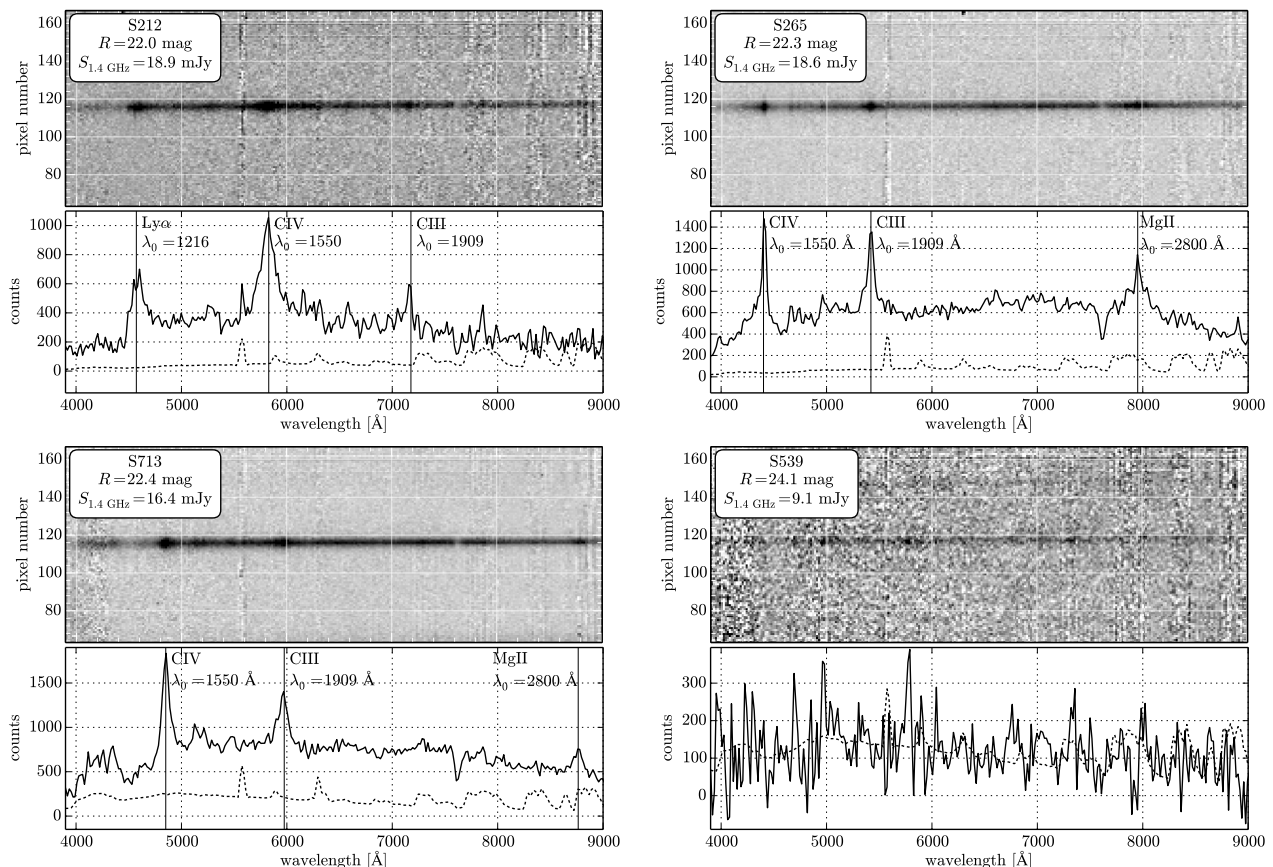 S212
R=22.0 mag
S1.4 GHz=18.9 mJy
pixel number
160
140
120
100
80
Lyα
λ0=1216
CIV
λ0=1550
CIII
λ0=1909
counts
1000
800
600
400
200
0
4000 5000 6000 7000 8000 9000
wavelength [Å]
S265
R=22.3 mag
S1.4 GHz=18.6 mJy
pixel number
160
140
120
100
80
CIV
λ0=1550 Å
CIII
λ0=1909 Å
MgII
λ0=2800 Å
counts
1400
1200
1000
800
600
400
200
0
4000 5000 6000 7000 8000 9000
wavelength [Å]
S713
R=22.4 mag
S1.4 GHz=16.4 mJy
pixel number
160
140
120
100
80
CIV
λ0=1550 Å
CIII
λ0=1909 Å
MgII
λ0=2800 Å
counts
1500
1000
500
0
4000 5000 6000 7000 8000 9000
wavelength [Å]
S539
R=24.1 mag
S1.4 GHz=9.1 mJy
pixel number
160
140
120
100
80
counts
300
200
100
0
4000 5000 6000 7000 8000 9000
wavelength [Å]